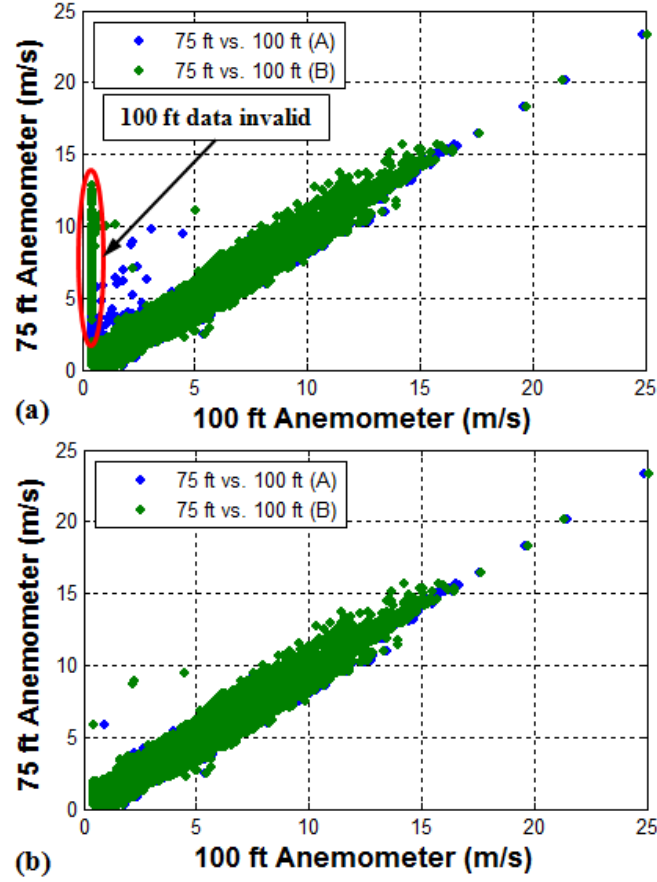 25
20
15
10
5
0
75 ft Anemometer (m/s)
75 ft vs. 100 ft (A)
75 ft vs. 100 ft (B)
100 ft data invalid
0 5 10 15 20 25
100 ft Anemometer (m/s)
(a)
25
20
15
10
5
0
75 ft Anemometer (m/s)
75 ft vs. 100 ft (A)
75 ft vs. 100 ft (B)
0 5 10 15 20 25
100 ft Anemometer (m/s)
(b)